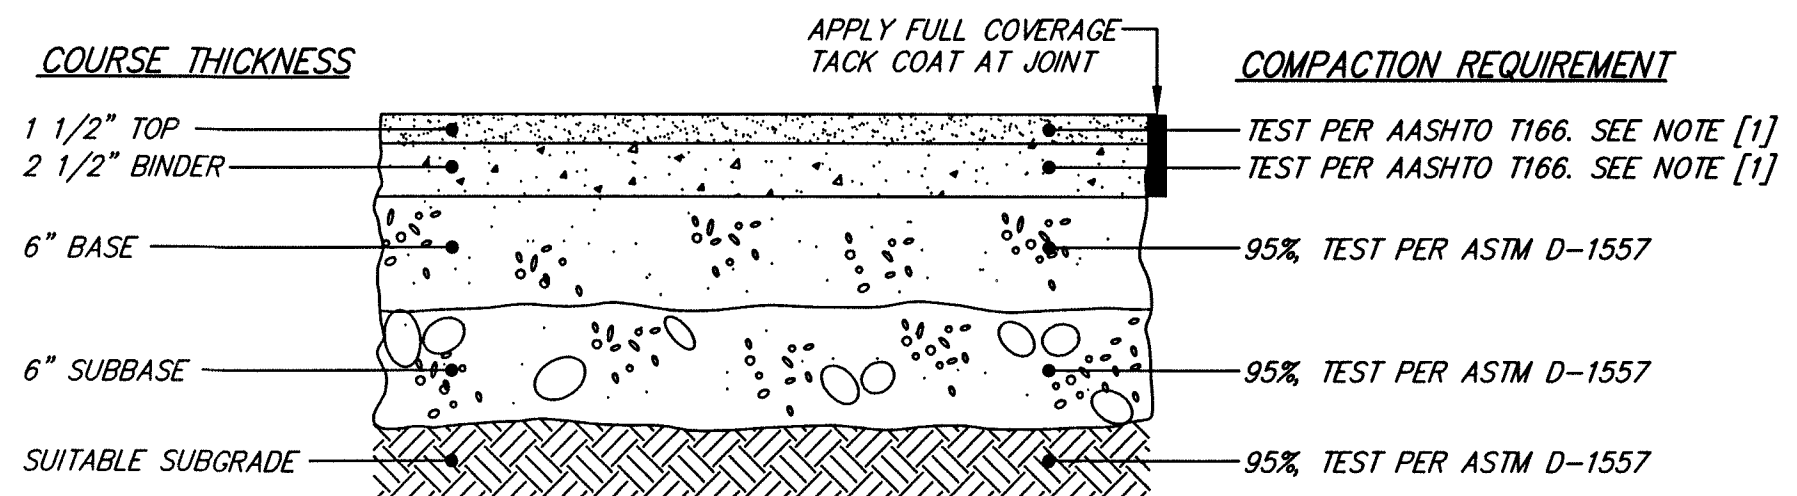 APPLY FULL COVERAGE
TACK COAT AT JOINT
COURSE THICKNESS
COMPACTION REQUIREMENT
1 1/2" TOP
TEST PER AASHTO T166. SEE NOTE [1]
2 1/2" BINDER
TEST PER AASHTO T166. SEE NOTE [1]
6" BASE
95%, TEST PER ASTM D-1557
6" SUBBASE
95%, TEST PER ASTM D-1557
SUITABLE SUBGRADE
95%, TEST PER ASTM D-1557